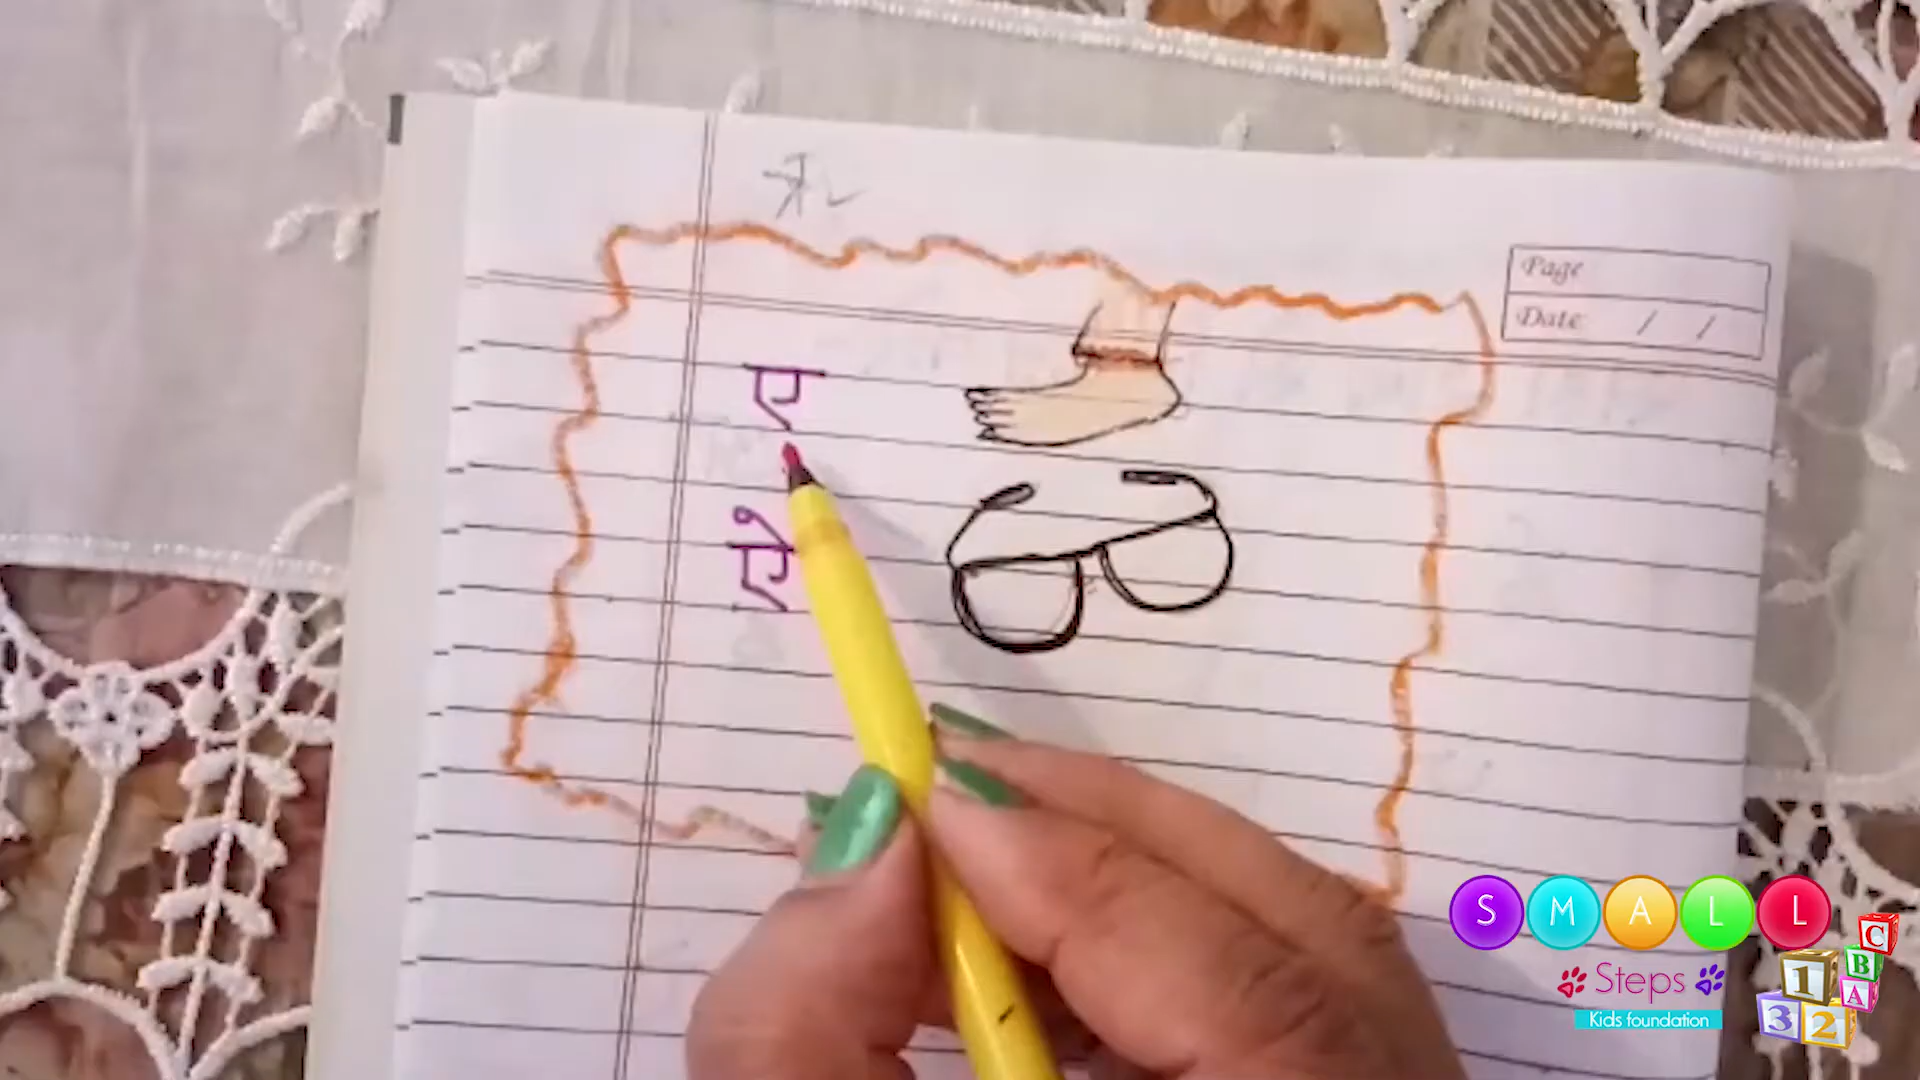 Page
Date / /
ए
ऐ
SMALL
Steps
Kids foundation
C
1 B
A
3 2